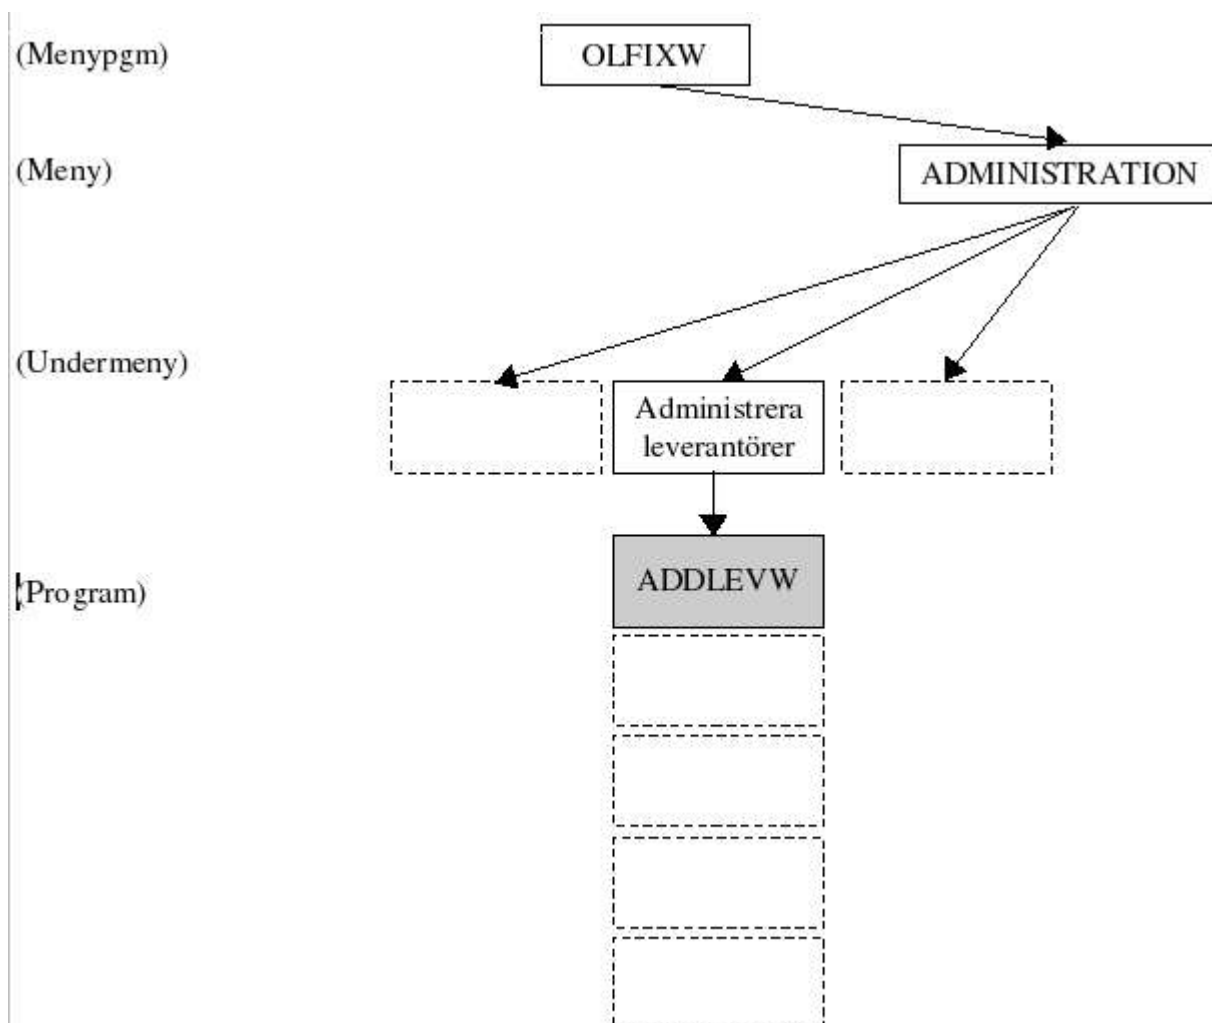 (Menypgm)
OLFIXW
(Meny)
ADMINISTRATION
(Undermeny)
Administrera
leverantörer
(Program)
ADDLEVW